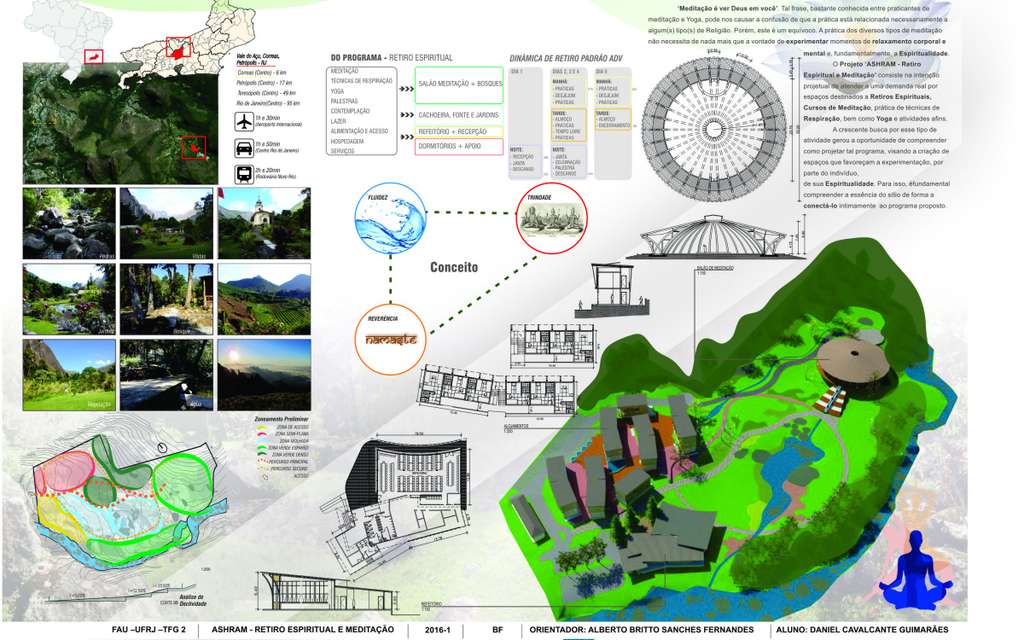 'Meditação é ver Deus em você'. Tal frase, bastante conhecida entre praticantes de
meditação e Yoga, pode nos causar a confusão de que a prática está relacionada necessariamente a
algum(s) tipo(s) de Religião. Porém, este é um equívoco. A prática dos diversos tipos de meditação
não necessita de nada mais que a vontade de experimentar momentos de relaxamento corporal e
mental e, fundamentalmente, a Espiritualidade.
O Projeto 'ASHRAM - Retiro
Espiritual e Meditação' consiste na intenção
projetual de atender a uma demanda real por
espaços destinados a Retiros Espirituais,
Cursos de Meditação, prática de técnicas de
Respiração, bem como Yoga e atividades afins.
A crescente busca por esse tipo de
atividade gerou a oportunidade de compreender
como projetar tal programa, visando a criação de
espaços que favoreçam a experimentação, por
parte do indivíduo,
de sua Espiritualidade. Para isso, éfundamental
compreender a essência do sítio de forma a
conectá-lo intimamente ao programa proposto.
Vale do Açu, Correas,
Petrópolis - RJ
Correas (Centro) - 6 km
Petrópolis (Centro) - 17 km
Teresópolis (Centro) - 49 km
Rio de Janeiro(Centro) - 95 km
1h e 30min
(Aeroporto Internacional)
1h e 50min
(Centro Rio de Janeiro)
2h e 20min
(Rodoviária Novo Rio)
DO PROGRAMA - RETIRO ESPIRITUAL
MEDITAÇÃO
TÉCNICAS DE RESPIRAÇÃO
YOGA
PALESTRAS
CONTEMPLAÇÃO
LAZER
ALIMENTAÇÃO E ACESSO
HOSPEDAGEM
SERVIÇOS
SALÃO MEDITAÇÃO + BOSQUES
CACHOEIRA, FONTE E JARDINS
REFEITÓRIO + RECEPÇÃO
DORMITÓRIOS + APOIO
DINÂMICA DE RETIRO PADRÃO ADV
DIA 1
NOITE:
- RECEPÇÃO
- JANTA
- DESCANSO
DIAS 2, 3 E 4
MANHÃ:
- PRÁTICAS
- DESJEJUM
- PRÁTICAS
TARDE:
- ALMOÇO
- PRÁTICAS
- TEMPO LIVRE
- PRÁTICAS
NOITE:
- JANTA
- CELEBRAÇÃO
- PALESTRA
- DESCANSO
DIA 5
MANHÃ:
- PRÁTICAS
- DESJEJUM
- PRÁTICAS
TARDE:
- ALMOÇO
- ENCERRAMENTO
FLUIDEZ
TRINDADE
Conceito
REVERÊNCIA
namaste
SALÃO DE MEDITAÇÃO
ALOJAMENTOS
REFEITÓRIO
Pedras
Vistas
Jardins
Bosque
Vegetação
Água
Zoneamento Preliminar
ZONA DE ACESSO
ZONA SEMI-PLANA
ZONA MOLHADA
ZONA VERDE ESPARSO
ZONA VERDE DENSO
PERCURSO PRINCIPAL
PERCURSO SECUND.
ACESSO
Análise de
Declividade
FAU –UFRJ –TFG 2
ASHRAM - RETIRO ESPIRITUAL E MEDITAÇÃO
2016-1
BF
ORIENTADOR: ALBERTO BRITTO SANCHES FERNANDES
ALUNO: DANIEL CAVALCANTE GUIMARÃES